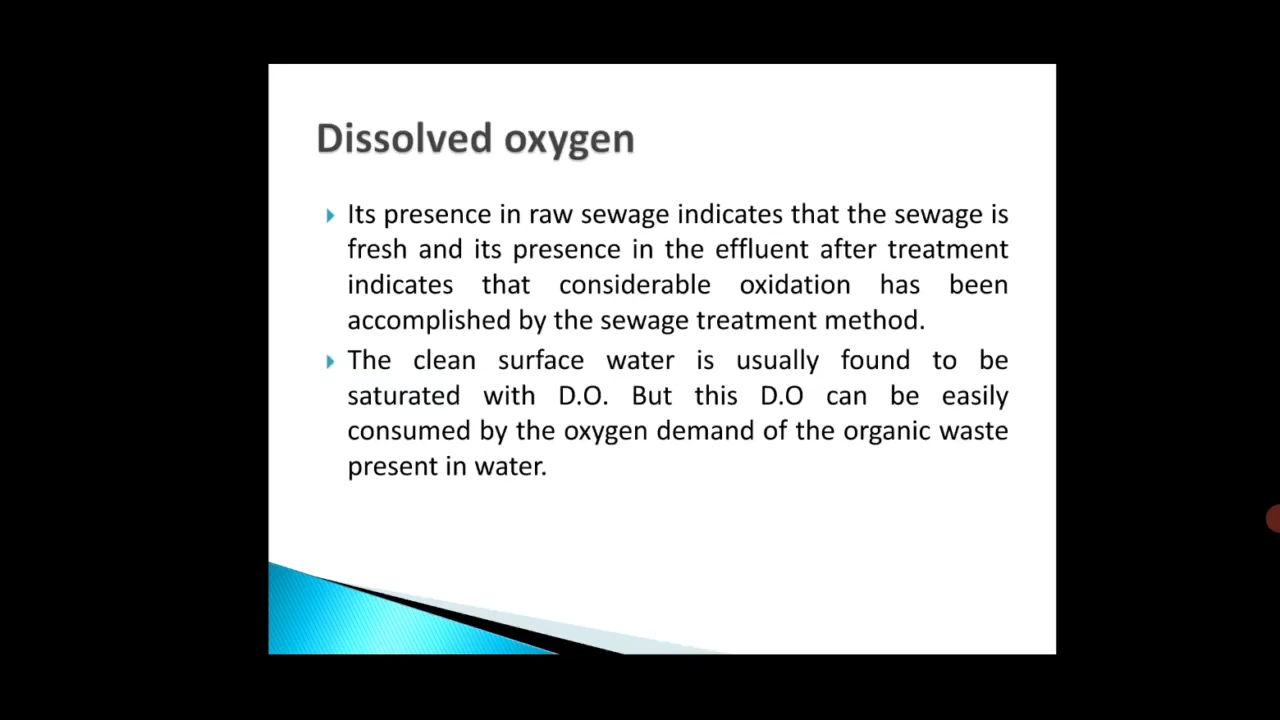 Dissolved oxygen
Its presence in raw sewage indicates that the sewage is
fresh and its presence in the effluent after treatment
indicates that considerable oxidation has been
accomplished by the sewage treatment method.
The clean surface water is usually found to be
saturated with D.O. But this D.O can be easily
consumed by the oxygen demand of the organic waste
present in water.